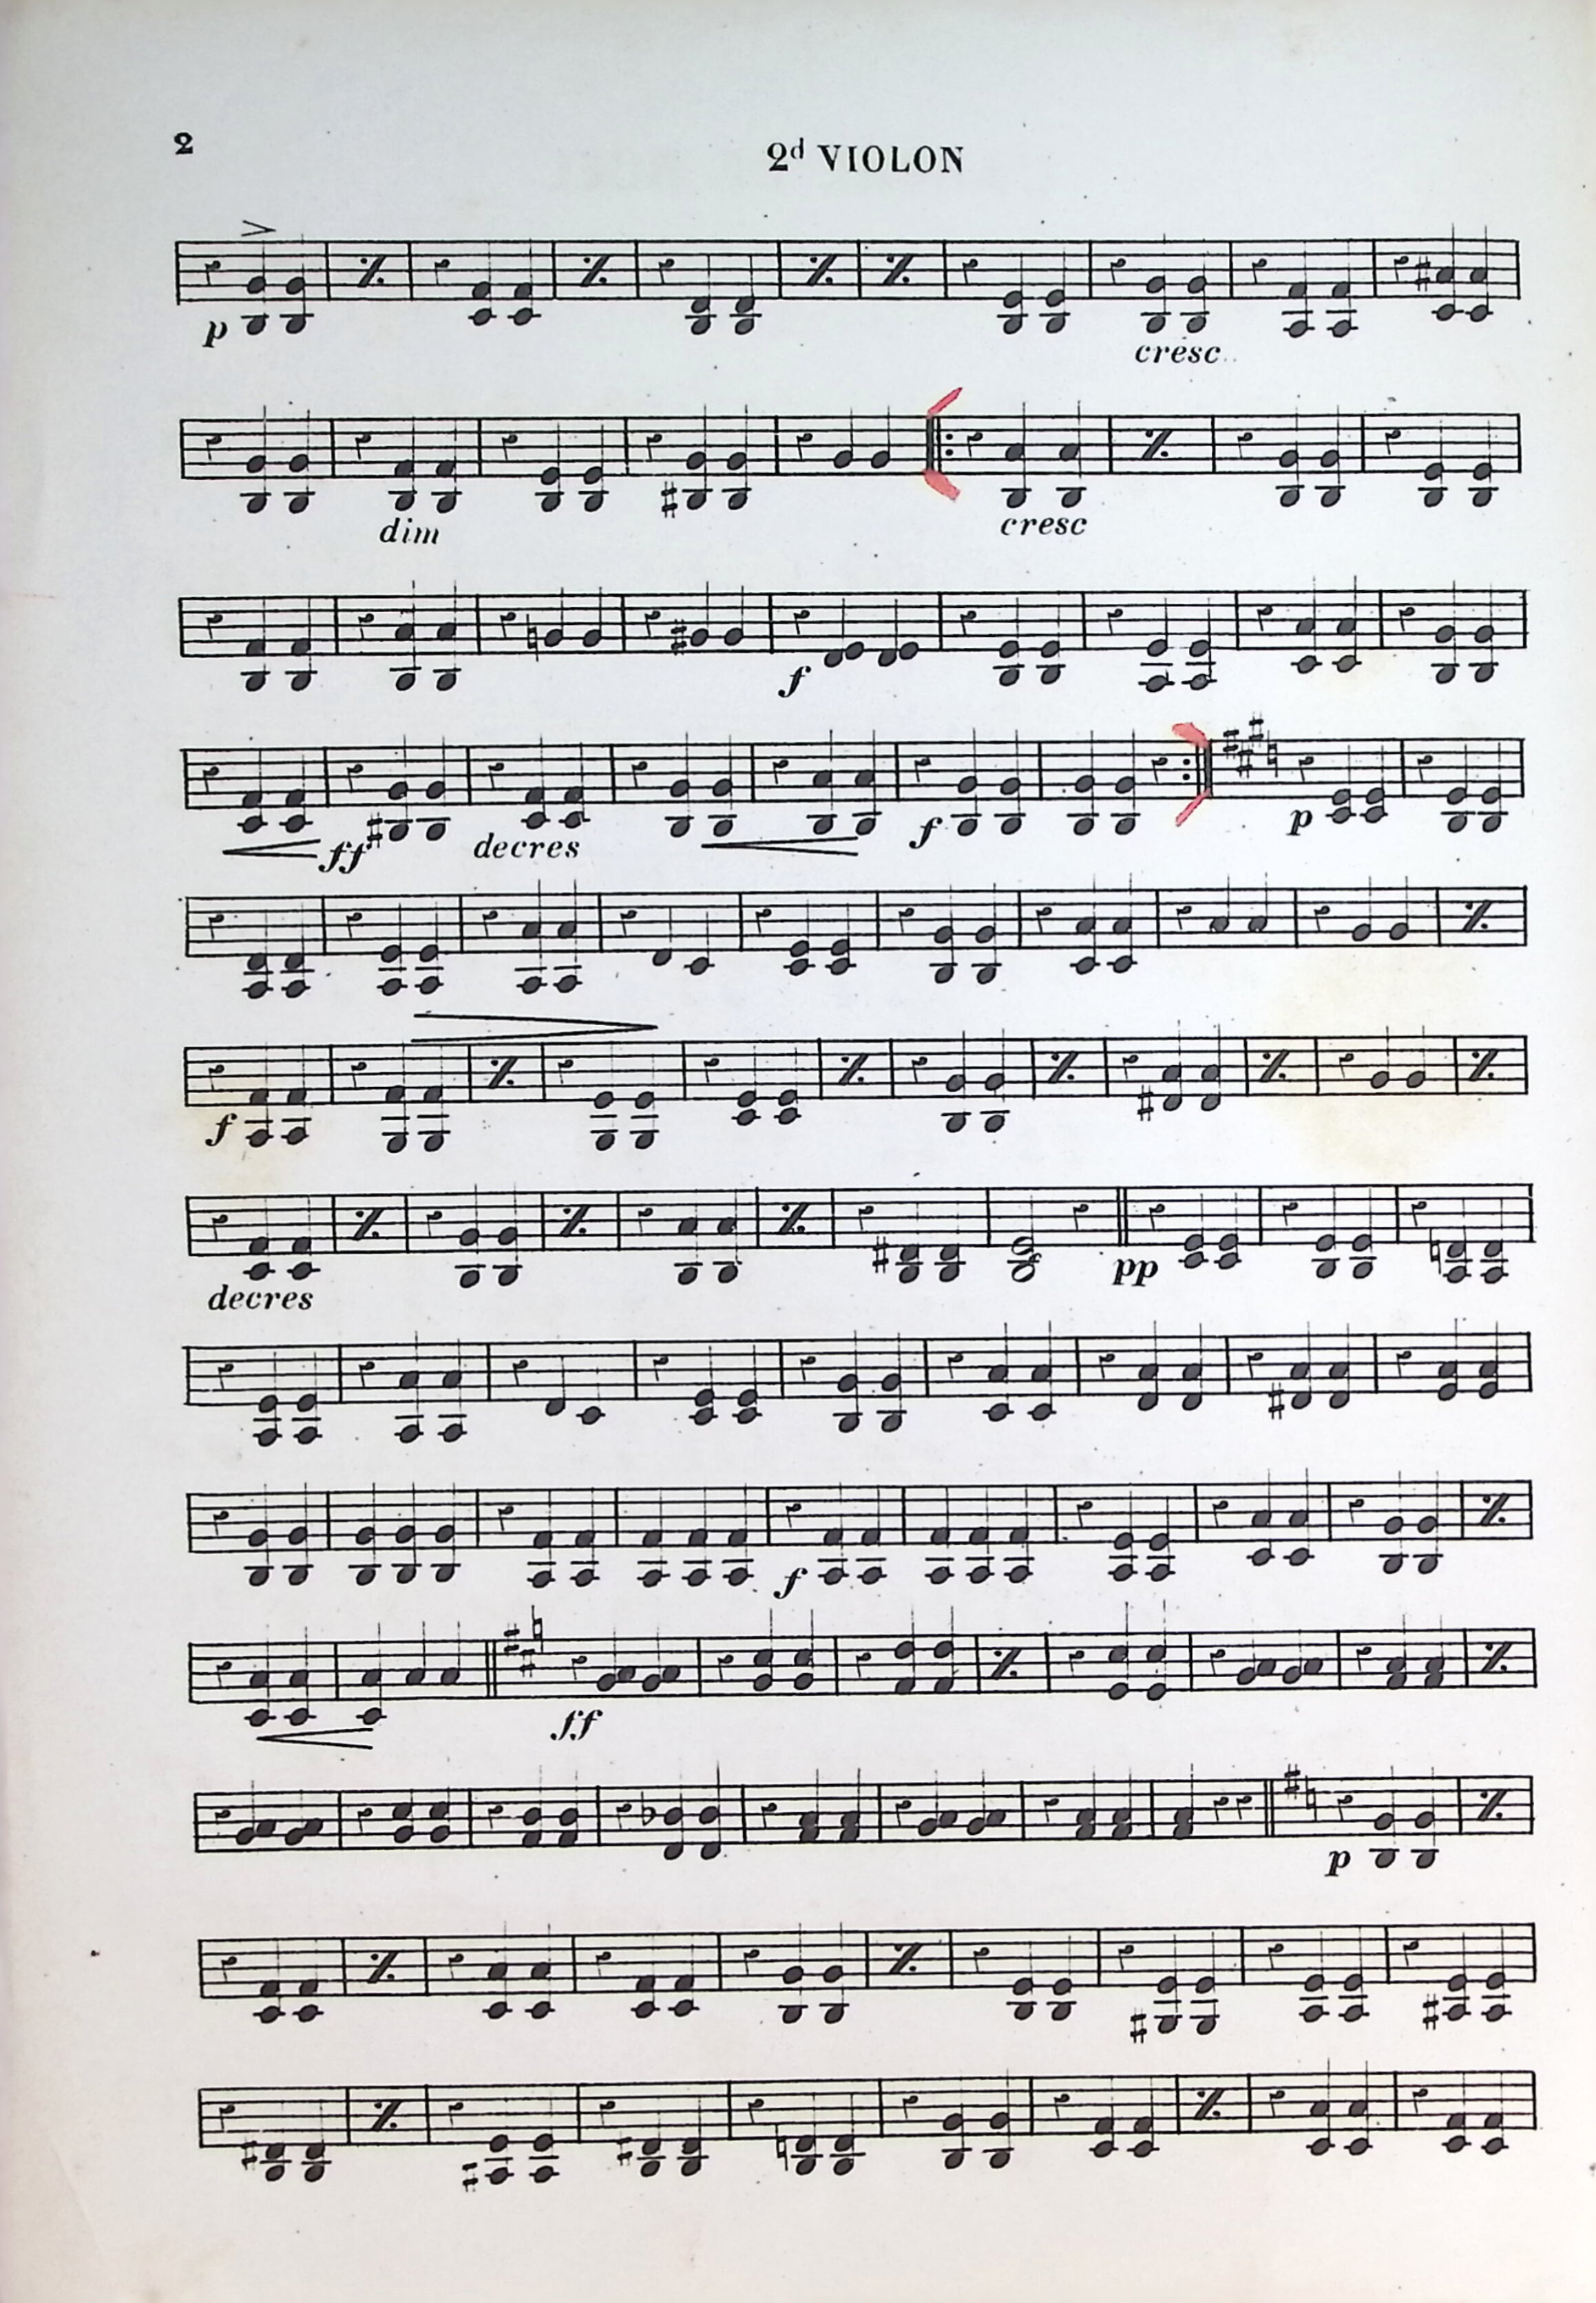 2
2d VIOLON
p
cresc..
dim
cresc
f
ff
decres
f
p
f
decres
pp
f
ff
p